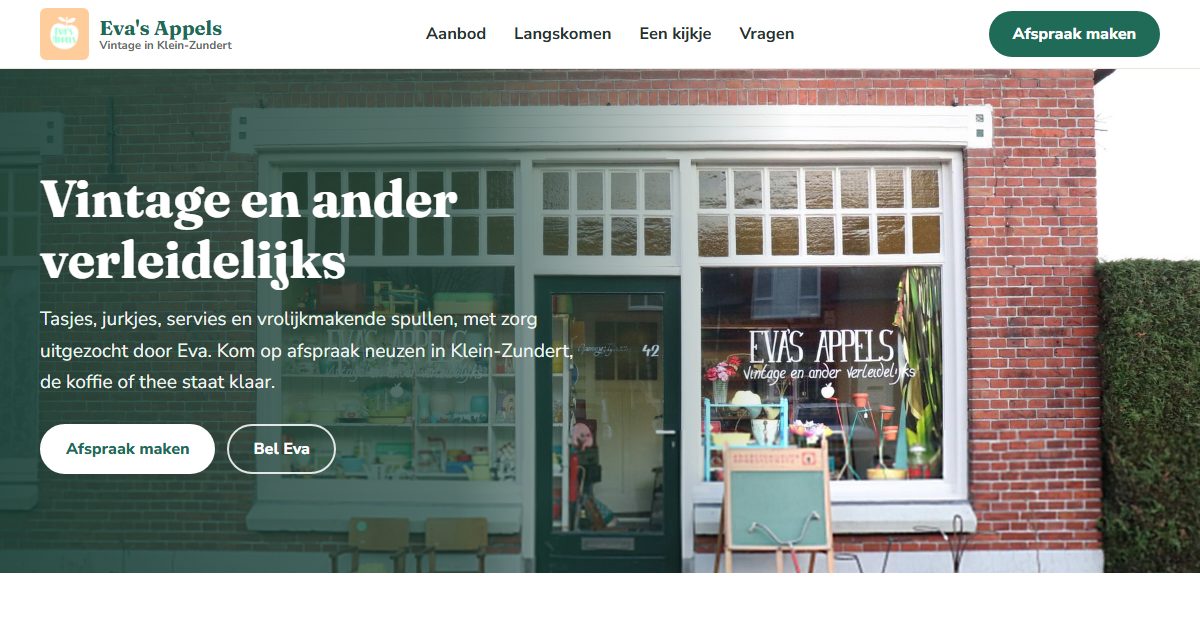 Eva's Appels
Vintage in Klein-Zundert
Aanbod
Langskomen
Een kijkje
Vragen
Afspraak maken
Vintage en ander
verleidelijks
Tasjes, jurkjes, servies en vrolijkmakende spullen, met zorg
uitgezocht door Eva. Kom op afspraak neuzen in Klein-Zundert,
de koffie of thee staat klaar.
Afspraak maken
Bel Eva
42
EVA'S APPELS
Vintage en ander verleidelijks